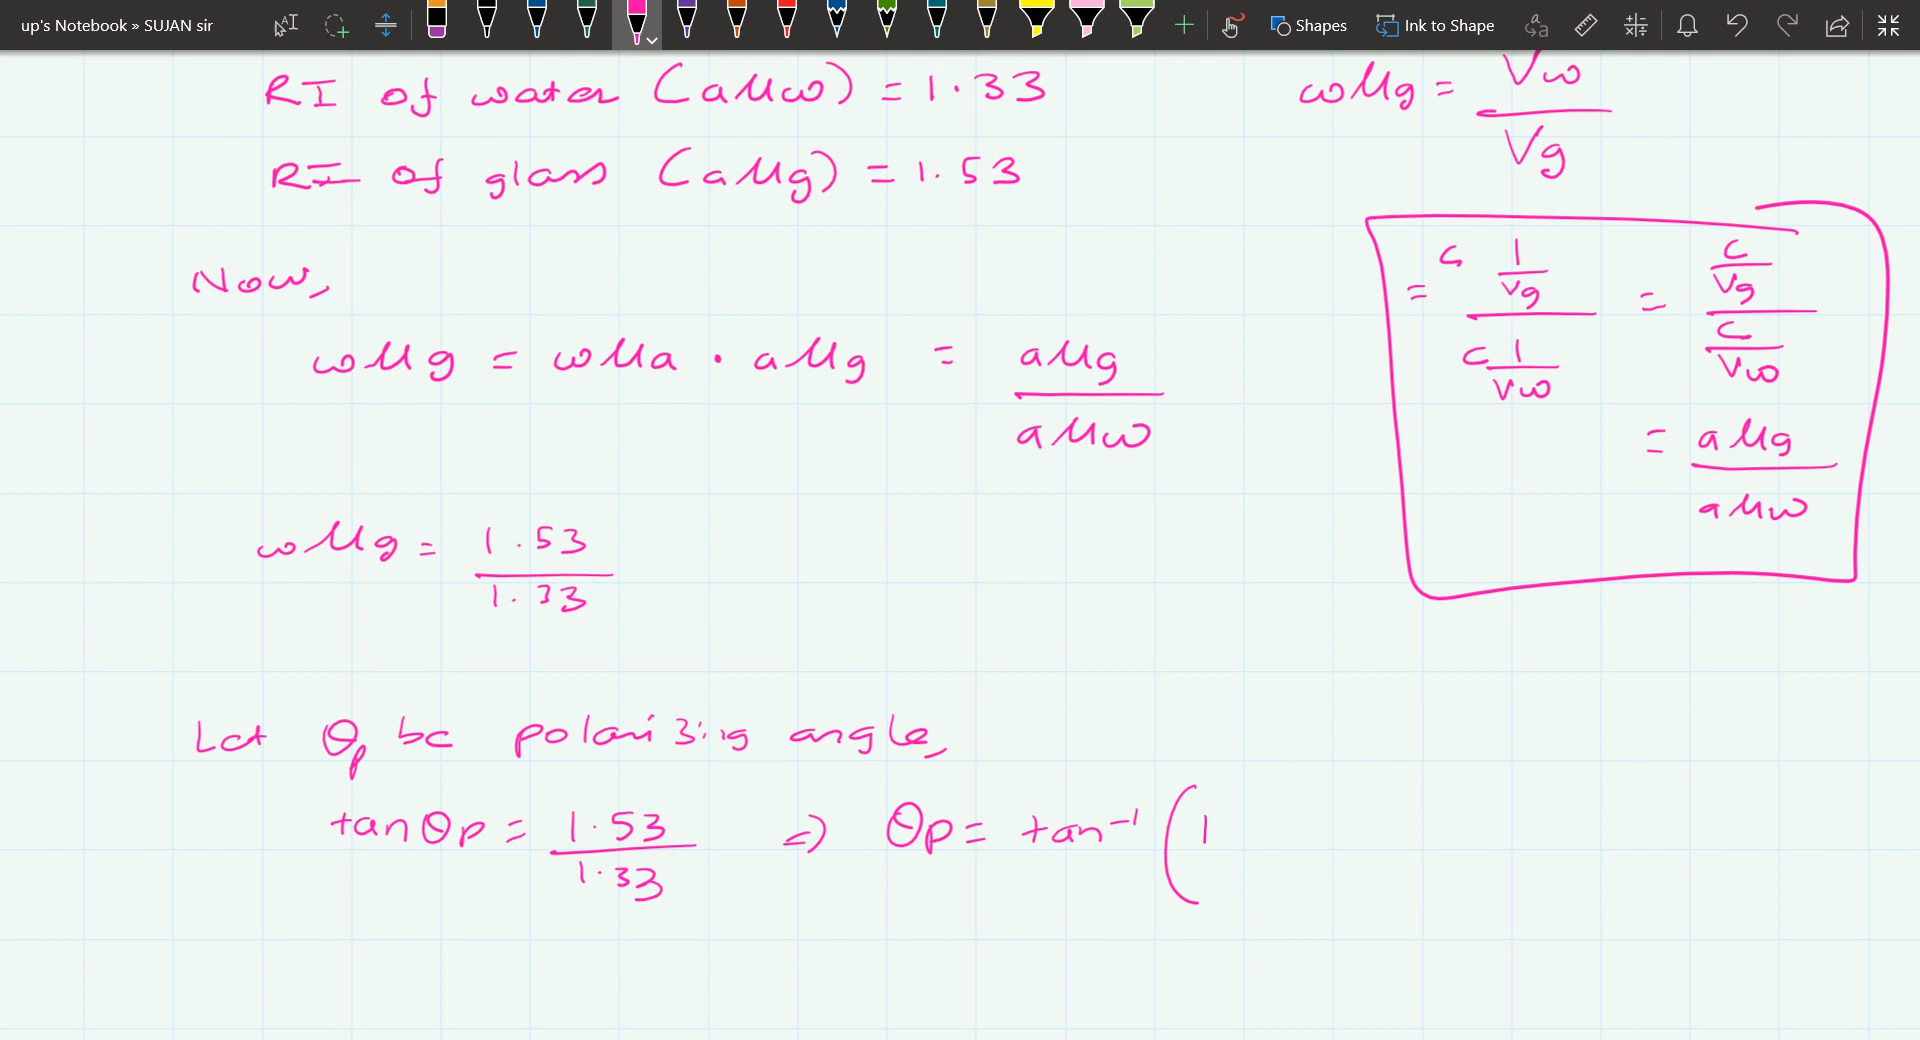 up's Notebook » SUJAN sir
Shapes
Ink to Shape
RI of water (aμw) = 1.33
RI of glass (aμg) = 1.53
wμg = Vw / Vg
= c 1/vg / c 1/vw = c/vg / c/vw
= aμg / aμw
Now,
wμg = wμa . aμg = aμg / aμw
wμg = 1.53 / 1.33
Let θp be polarizing angle,
tanθp = 1.53 / 1.33 => θp = tan⁻¹ (1